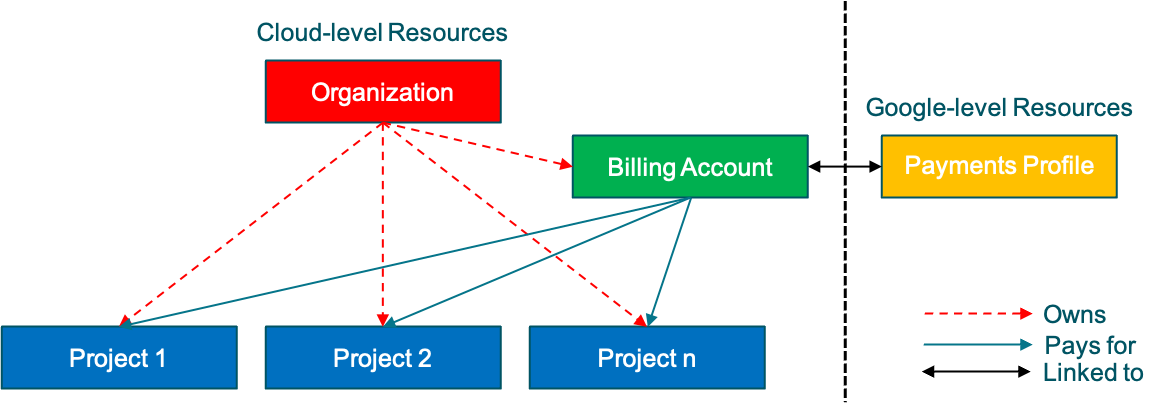 Cloud-level Resources
Organization
Google-level Resources
Billing Account
Payments Profile
Project 1
Project 2
Project n
Owns
Pays for
Linked to